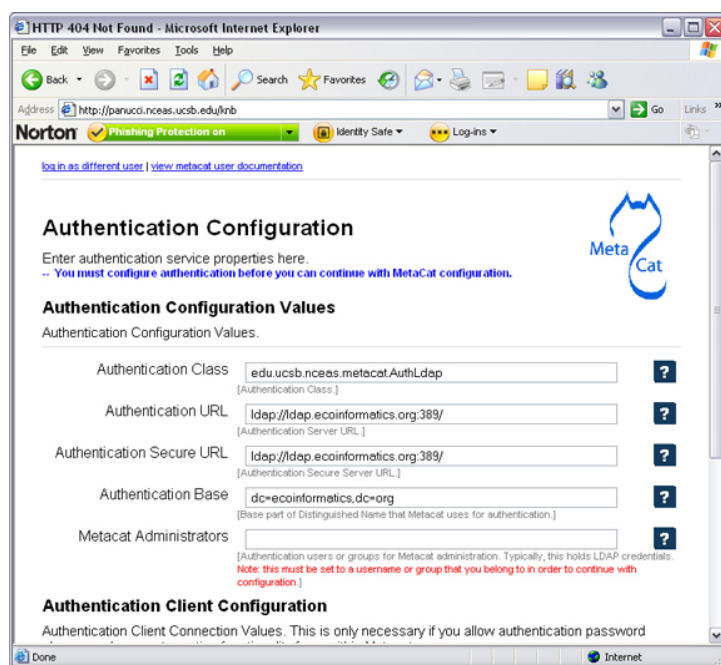 HTTP 404 Not Found - Microsoft Internet Explorer
File Edit View Favorites Tools Help
Back Search Favorites
Address http://panucci.nceas.ucsb.edu/knb Go Links »
Norton Phishing Protection on Identity Safe Log-ins
log in as different user | view metacat user documentation
Meta
Cat
Authentication Configuration
Enter authentication service properties here.
-- You must configure authentication before you can continue with MetaCat configuration.
Authentication Configuration Values
Authentication Configuration Values.
Authentication Class edu.ucsb.nceas.metacat.AuthLdap ?
[Authentication Class.]
Authentication URL ldap://ldap.ecoinformatics.org:389/ ?
[Authentication Server URL.]
Authentication Secure URL ldap://ldap.ecoinformatics.org:389/ ?
[Authentication Secure Server URL.]
Authentication Base dc=ecoinformatics,dc=org ?
[Base part of Distinguished Name that Metacat uses for authentication.]
Metacat Administrators ?
[Authentication users or groups for Metacat administration. Typically, this holds LDAP credentials.
Note: this must be set to a username or group that you belong to in order to continue with
configuration.]
Authentication Client Configuration
Authentication Client Connection Values. This is only necessary if you allow authentication password
Done Internet